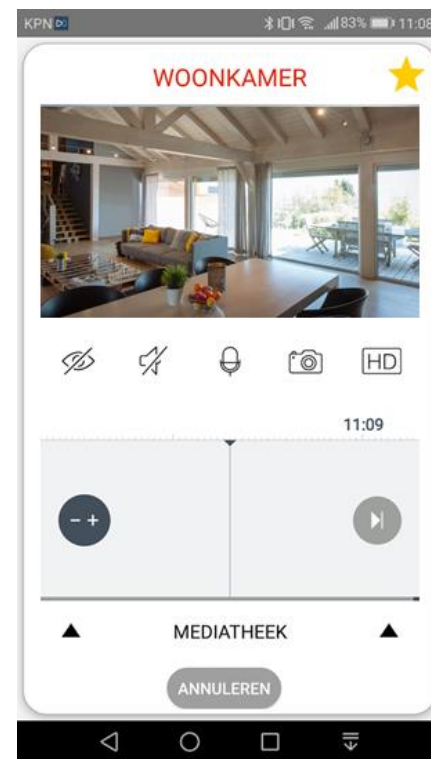 KPN 83% 11:08
WOONKAMER
HD
11:09
- +
MEDIATHEEK
ANNULEREN